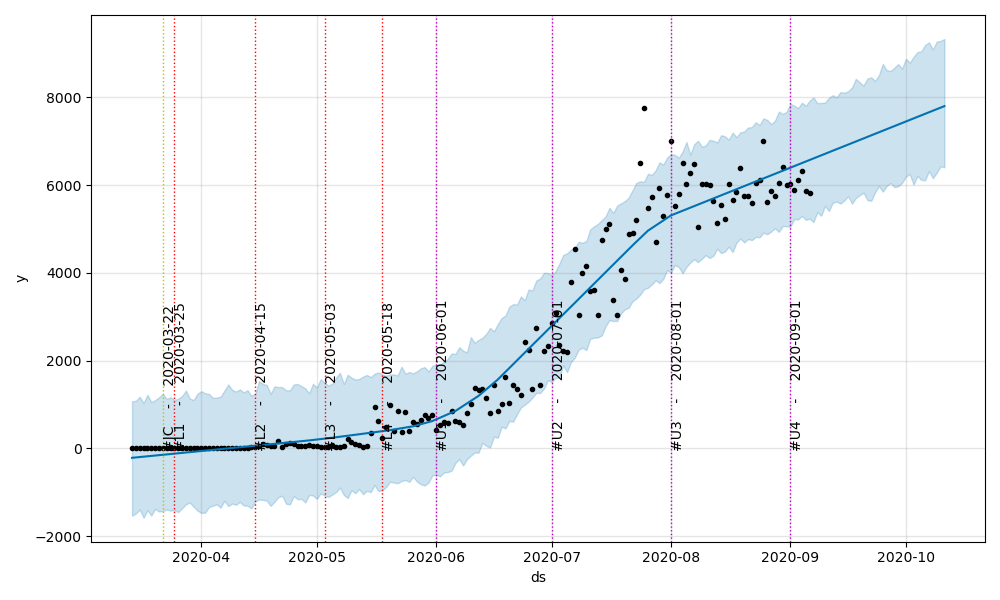 8000
6000
4000
2000
0
−2000
y
#JC - 2020-03-22
#L1 - 2020-03-25
#L2 - 2020-04-15
#L3 - 2020-05-03
#L4 - 2020-05-18
#U1 - 2020-06-01
#U2 - 2020-07-01
#U3 - 2020-08-01
#U4 - 2020-09-01
2020-04
2020-05
2020-06
2020-07
2020-08
2020-09
2020-10
ds